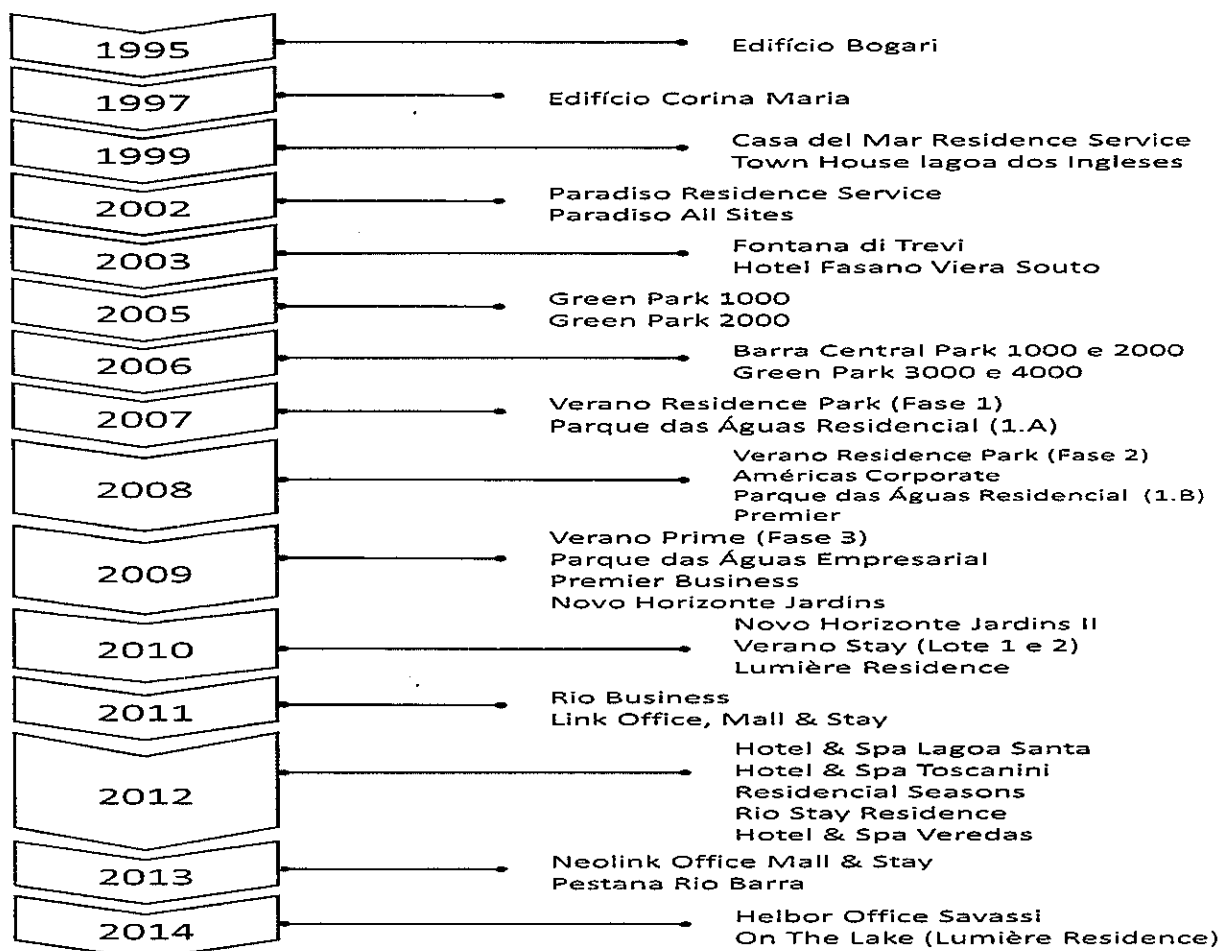 1995
Edifício Bogari
1997
Edifício Corina Maria
1999
Casa del Mar Residence Service
Town House lagoa dos Ingleses
2002
Paradiso Residence Service
Paradiso All Sites
2003
Fontana di Trevi
Hotel Fasano Viera Souto
2005
Green Park 1000
Green Park 2000
2006
Barra Central Park 1000 e 2000
Green Park 3000 e 4000
2007
Verano Residence Park (Fase 1)
Parque das Águas Residencial (1.A)
2008
Verano Residence Park (Fase 2)
Américas Corporate
Parque das Águas Residencial (1.B)
Premier
2009
Verano Prime (Fase 3)
Parque das Águas Empresarial
Premier Business
Novo Horizonte Jardins
2010
Novo Horizonte Jardins II
Verano Stay (Lote 1 e 2)
Lumière Residence
2011
Rio Business
Link Office, Mall & Stay
2012
Hotel & Spa Lagoa Santa
Hotel & Spa Toscanini
Residencial Seasons
Rio Stay Residence
Hotel & Spa Veredas
2013
Neolink Office Mall & Stay
Pestana Rio Barra
2014
Helbor Office Savassi
On The Lake (Lumière Residence)